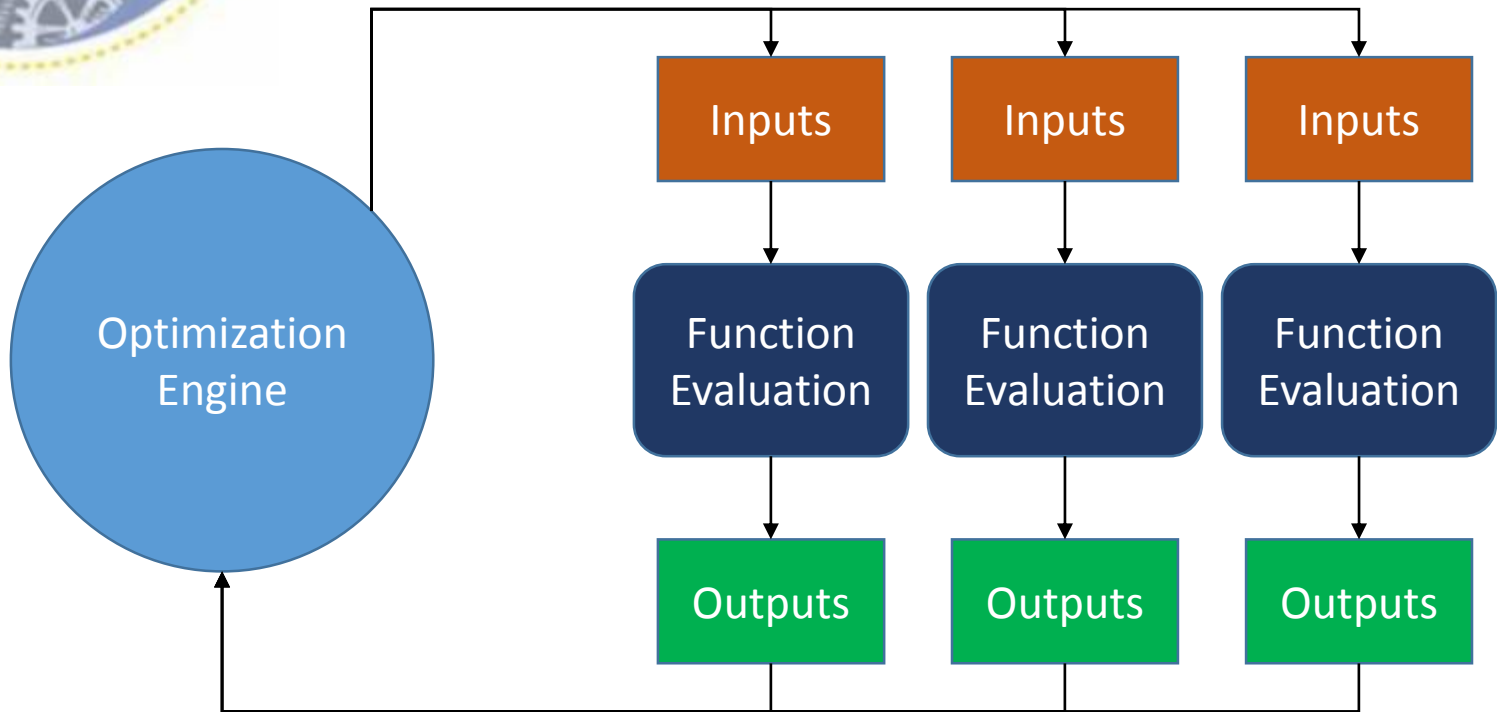 Inputs
Inputs
Inputs
Optimization
Engine
Function
Evaluation
Function
Evaluation
Function
Evaluation
Outputs
Outputs
Outputs